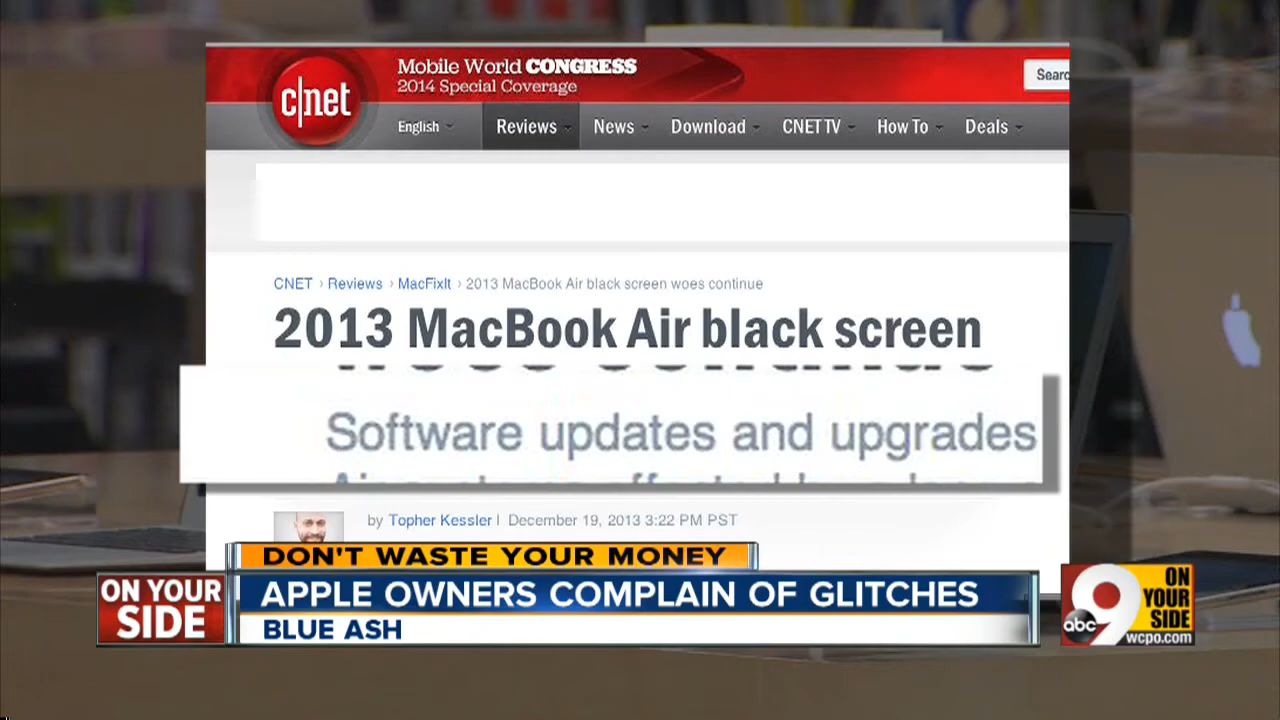 c|net
Mobile World CONGRESS
2014 Special Coverage
Searc
English Reviews News Download CNET TV How To Deals
CNET › Reviews › MacFixIt › 2013 MacBook Air black screen woes continue
2013 MacBook Air black screen
Software updates and upgrades
by Topher Kessler | December 19, 2013 3:22 PM PST
DON'T WASTE YOUR MONEY
ON YOUR SIDE
APPLE OWNERS COMPLAIN OF GLITCHES
BLUE ASH
abc 9 ON YOUR SIDE
wcpo.com